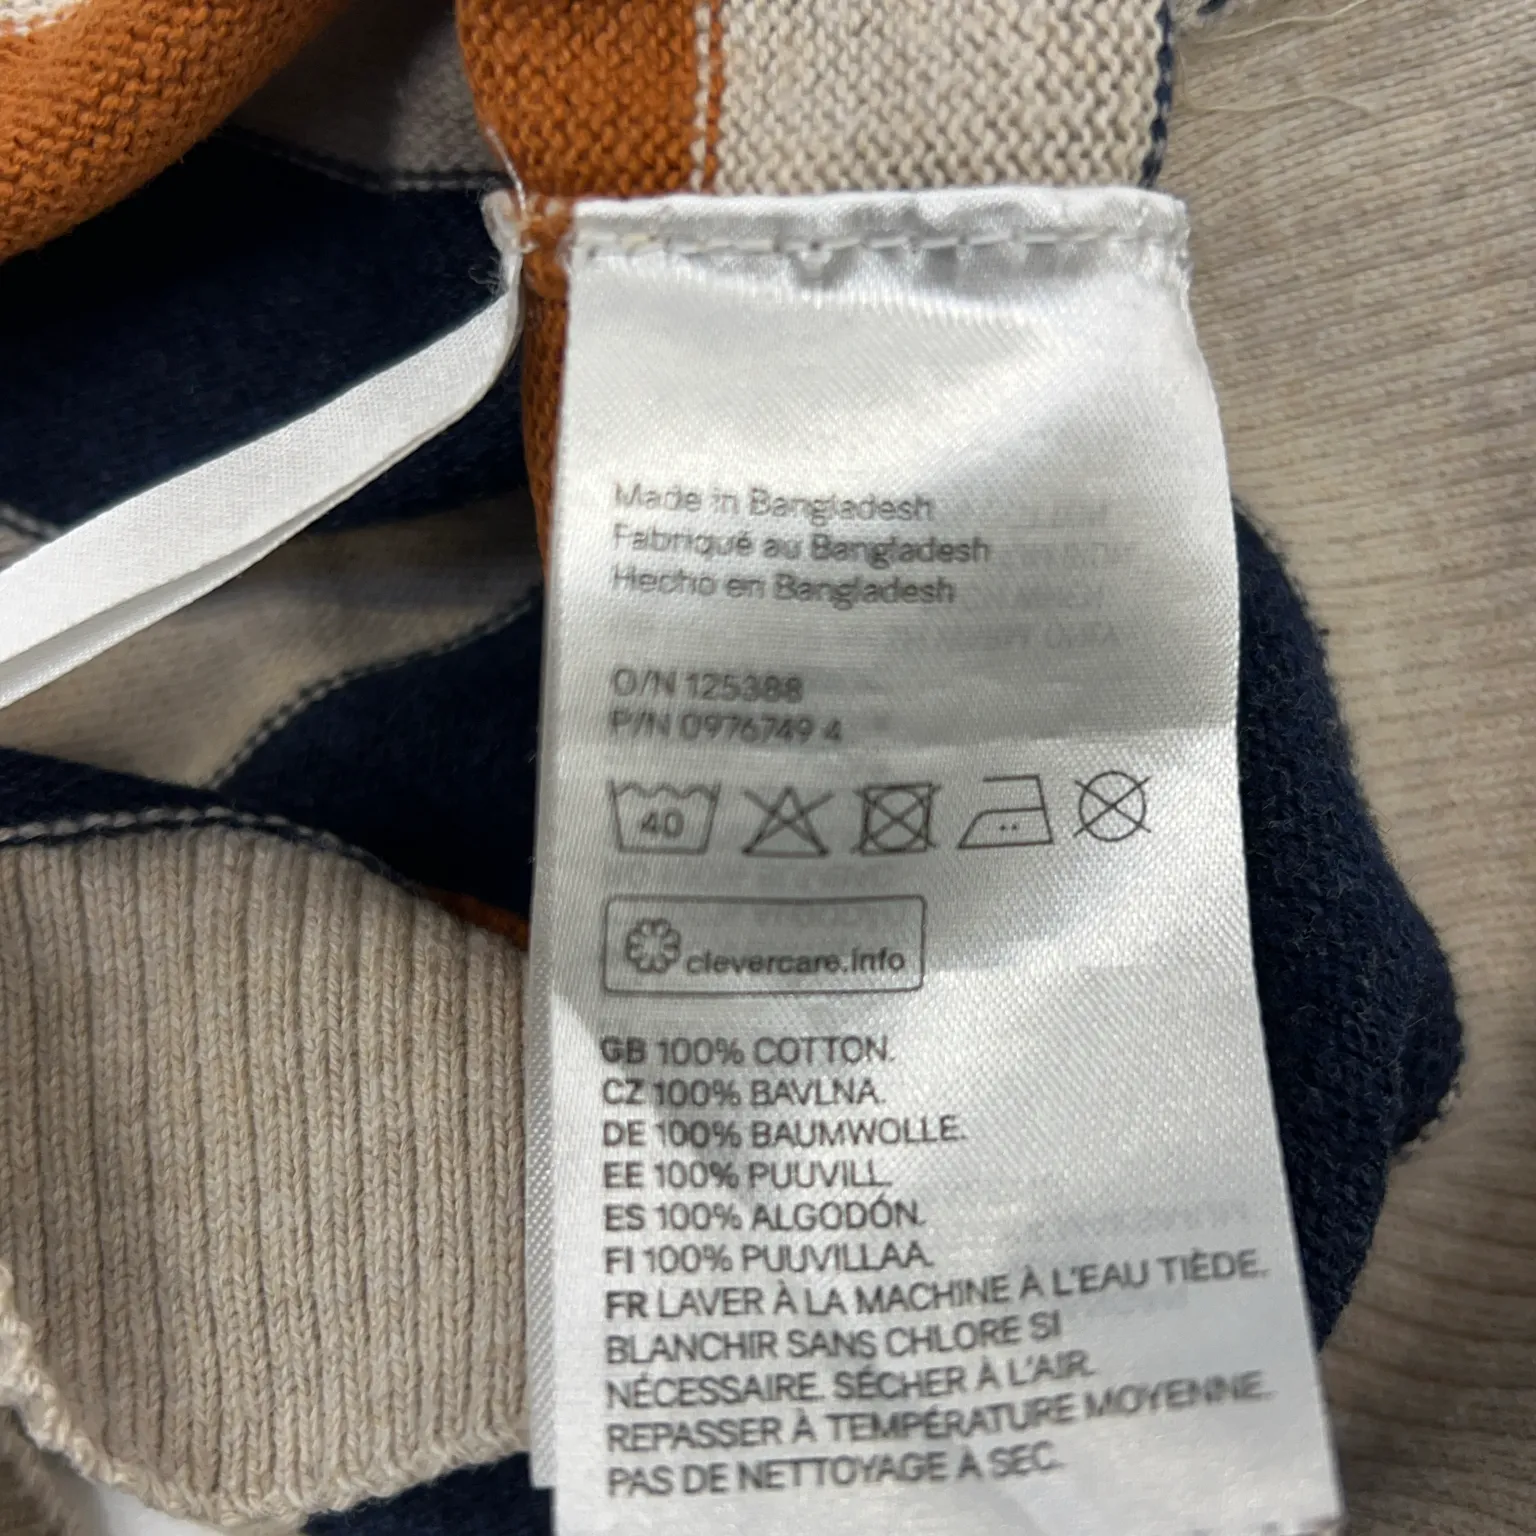 Made in Bangladesh
Fabriqué au Bangladesh
Hecho en Bangladesh
O/N 125388
P/N 0976749 4
40
clevercare.info
GB 100% COTTON.
CZ 100% BAVLNA.
DE 100% BAUMWOLLE.
EE 100% PUUVILL.
ES 100% ALGODÓN.
FI 100% PUUVILLAA.
FR LAVER À LA MACHINE À L'EAU TIÈDE.
BLANCHIR SANS CHLORE SI
NÉCESSAIRE. SÉCHER À L'AIR.
REPASSER À TEMPÉRATURE MOYENNE.
PAS DE NETTOYAGE À SEC.